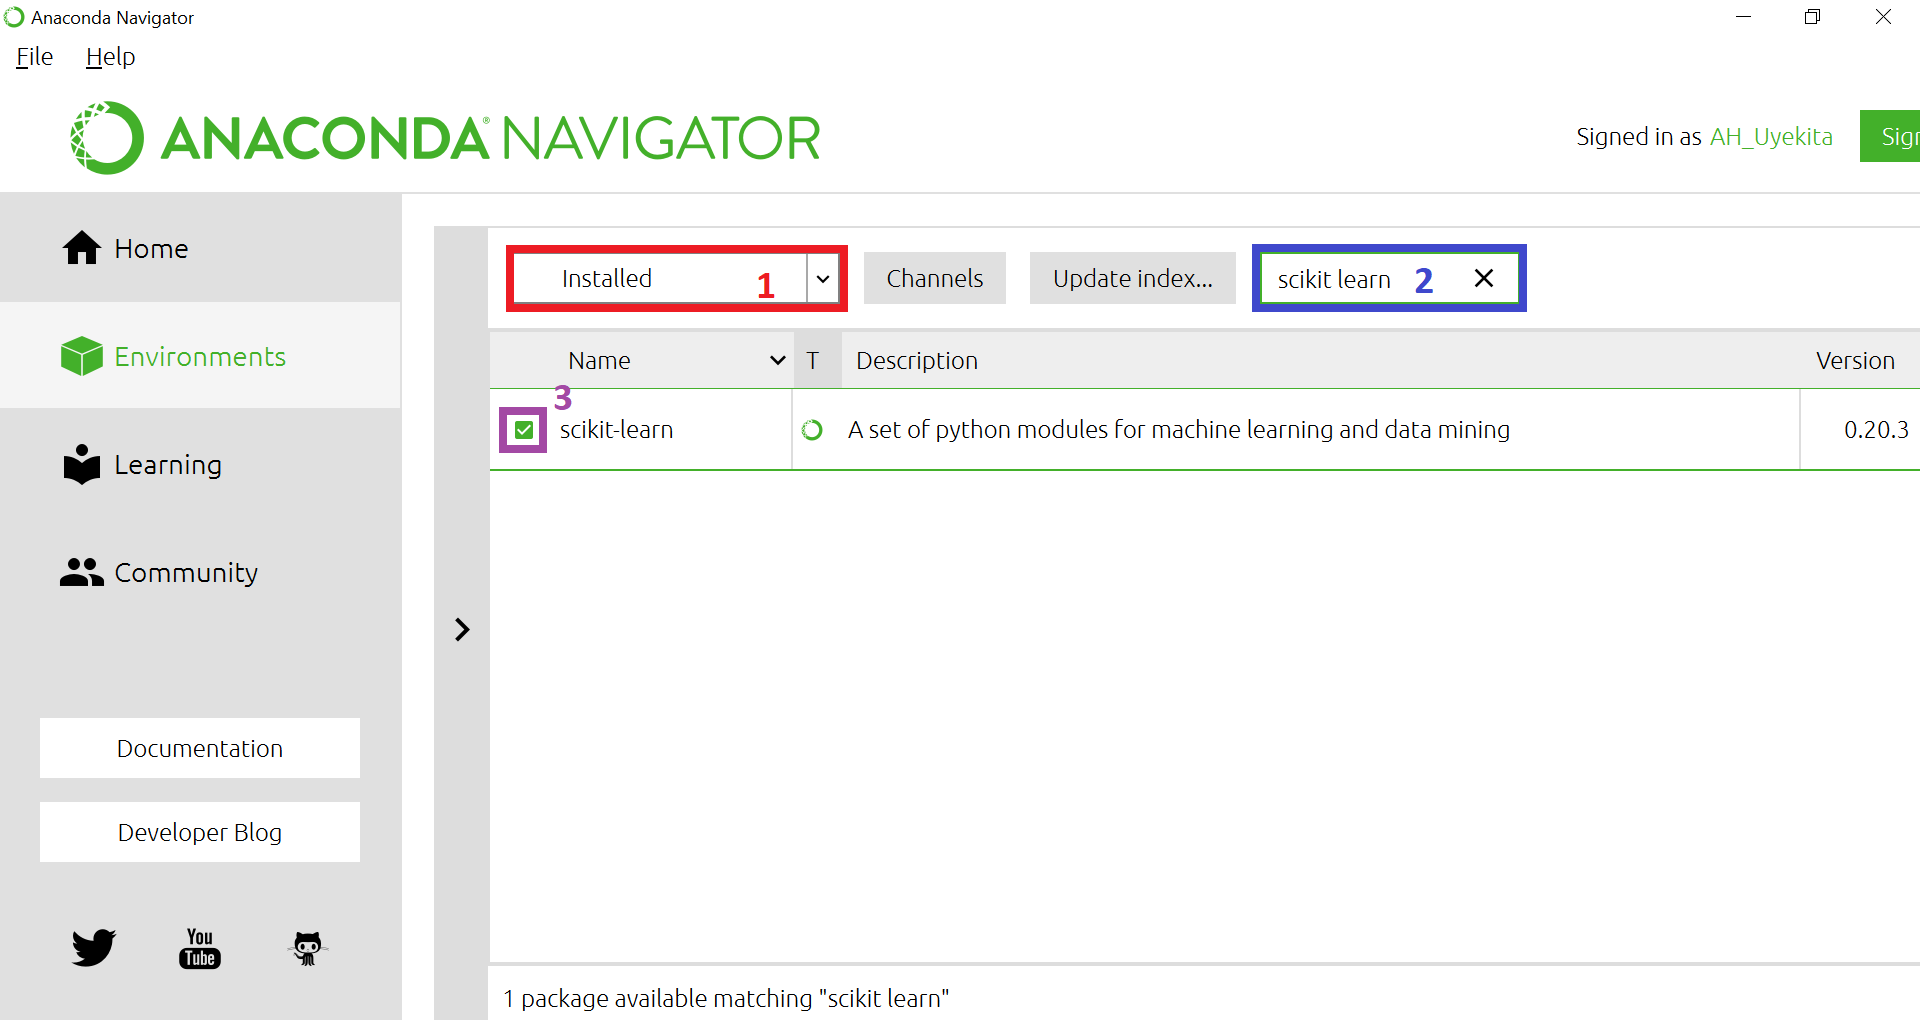 Anaconda Navigator
File Help
ANACONDA® NAVIGATOR
Signed in as AH_Uyekita
Sign
Home
Environments
Learning
Community
Documentation
Developer Blog
You
Tube
Installed 1 Channels Update index... scikit learn 2
Name T Description Version
3
scikit-learn A set of python modules for machine learning and data mining 0.20.3
1 package available matching "scikit learn"